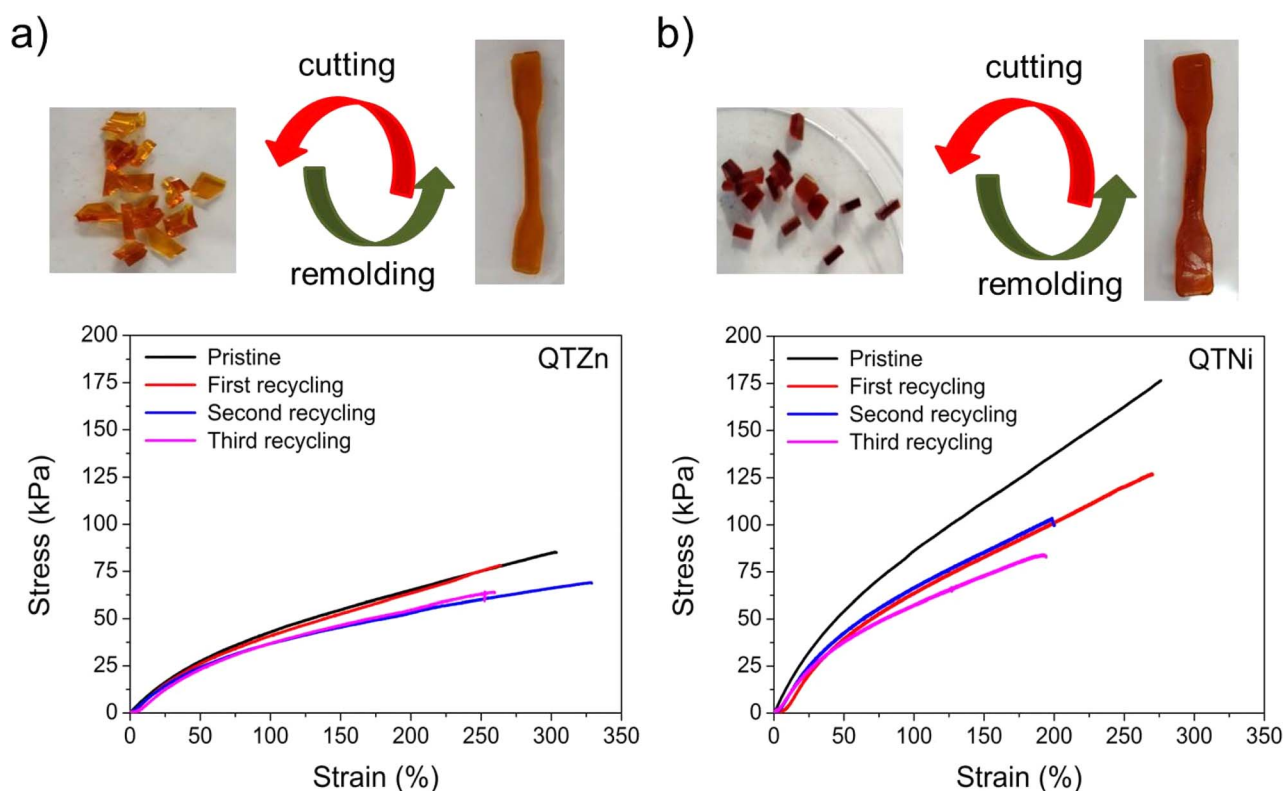 a)
cutting
remolding
200
175
150
125
100
75
50
25
0
Stress (kPa)
Pristine
First recycling
Second recycling
Third recycling
QTZn
0 50 100 150 200 250 300 350
Strain (%)
b)
cutting
remolding
200
175
150
125
100
75
50
25
0
Stress (kPa)
Pristine
First recycling
Second recycling
Third recycling
QTNi
0 50 100 150 200 250 300 350
Strain (%)